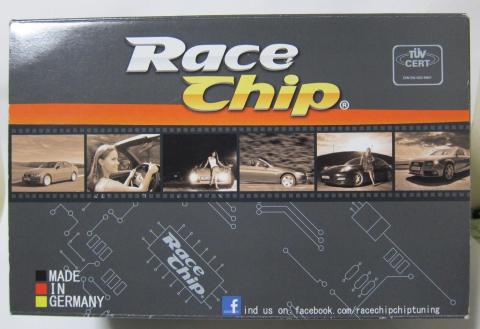 Race
Chip®
TÜV
CERT
MADE
IN
GERMANY
Race
Chip
f ind us on: facebook.com/racechipchiptuning